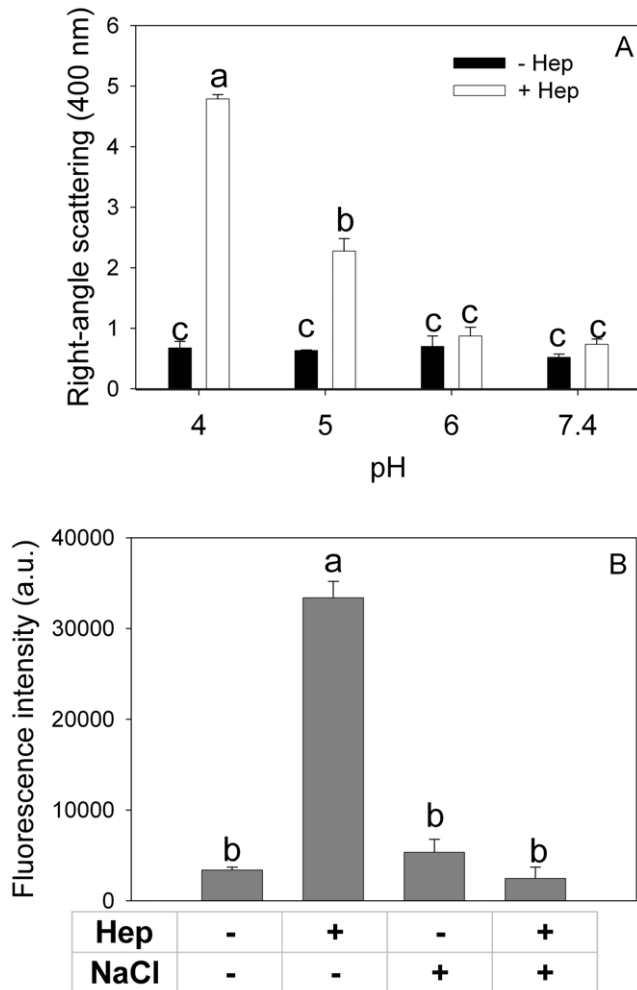 A
Right-angle scattering (400 nm)
6
5
4
3
2
1
0
- Hep
+ Hep
a
b
c c c c c c
4 5 6 7.4
pH
B
Fluorescence intensity (a.u.)
40000
30000
20000
10000
0
a
b b b
Hep - + - +
NaCl - - + +